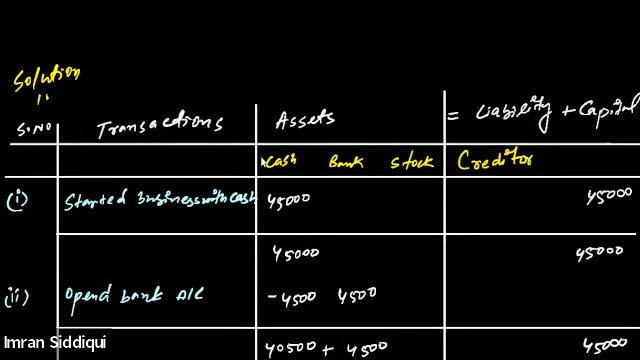 Solution
S.NO Transactions Assets = Liability + Capital
Cash Bank Stock Creditor
(i) Started Business with Cash 45000 45000
45000 45000
(ii) Opend bank A/C -4500 4500
40500 + 4500 45000
Imran Siddiqui